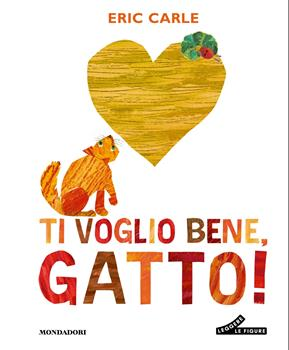 ERIC CARLE
TI VOGLIO BENE,
GATTO!
MONDADORI
LEGGERE
LE FIGURE